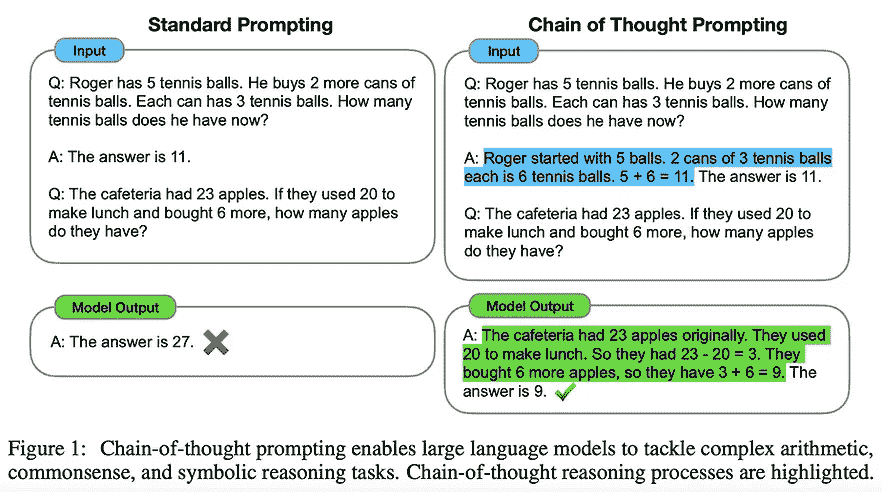 Standard Prompting
Input
Q: Roger has 5 tennis balls. He buys 2 more cans of
tennis balls. Each can has 3 tennis balls. How many
tennis balls does he have now?
A: The answer is 11.
Q: The cafeteria had 23 apples. If they used 20 to
make lunch and bought 6 more, how many apples
do they have?
Model Output
A: The answer is 27.
Chain of Thought Prompting
Input
Q: Roger has 5 tennis balls. He buys 2 more cans of
tennis balls. Each can has 3 tennis balls. How many
tennis balls does he have now?
A: Roger started with 5 balls. 2 cans of 3 tennis balls
each is 6 tennis balls. 5 + 6 = 11. The answer is 11.
Q: The cafeteria had 23 apples. If they used 20 to
make lunch and bought 6 more, how many apples
do they have?
Model Output
A: The cafeteria had 23 apples originally. They used
20 to make lunch. So they had 23 - 20 = 3. They
bought 6 more apples, so they have 3 + 6 = 9. The
answer is 9.
Figure 1: Chain-of-thought prompting enables large language models to tackle complex arithmetic,
commonsense, and symbolic reasoning tasks. Chain-of-thought reasoning processes are highlighted.